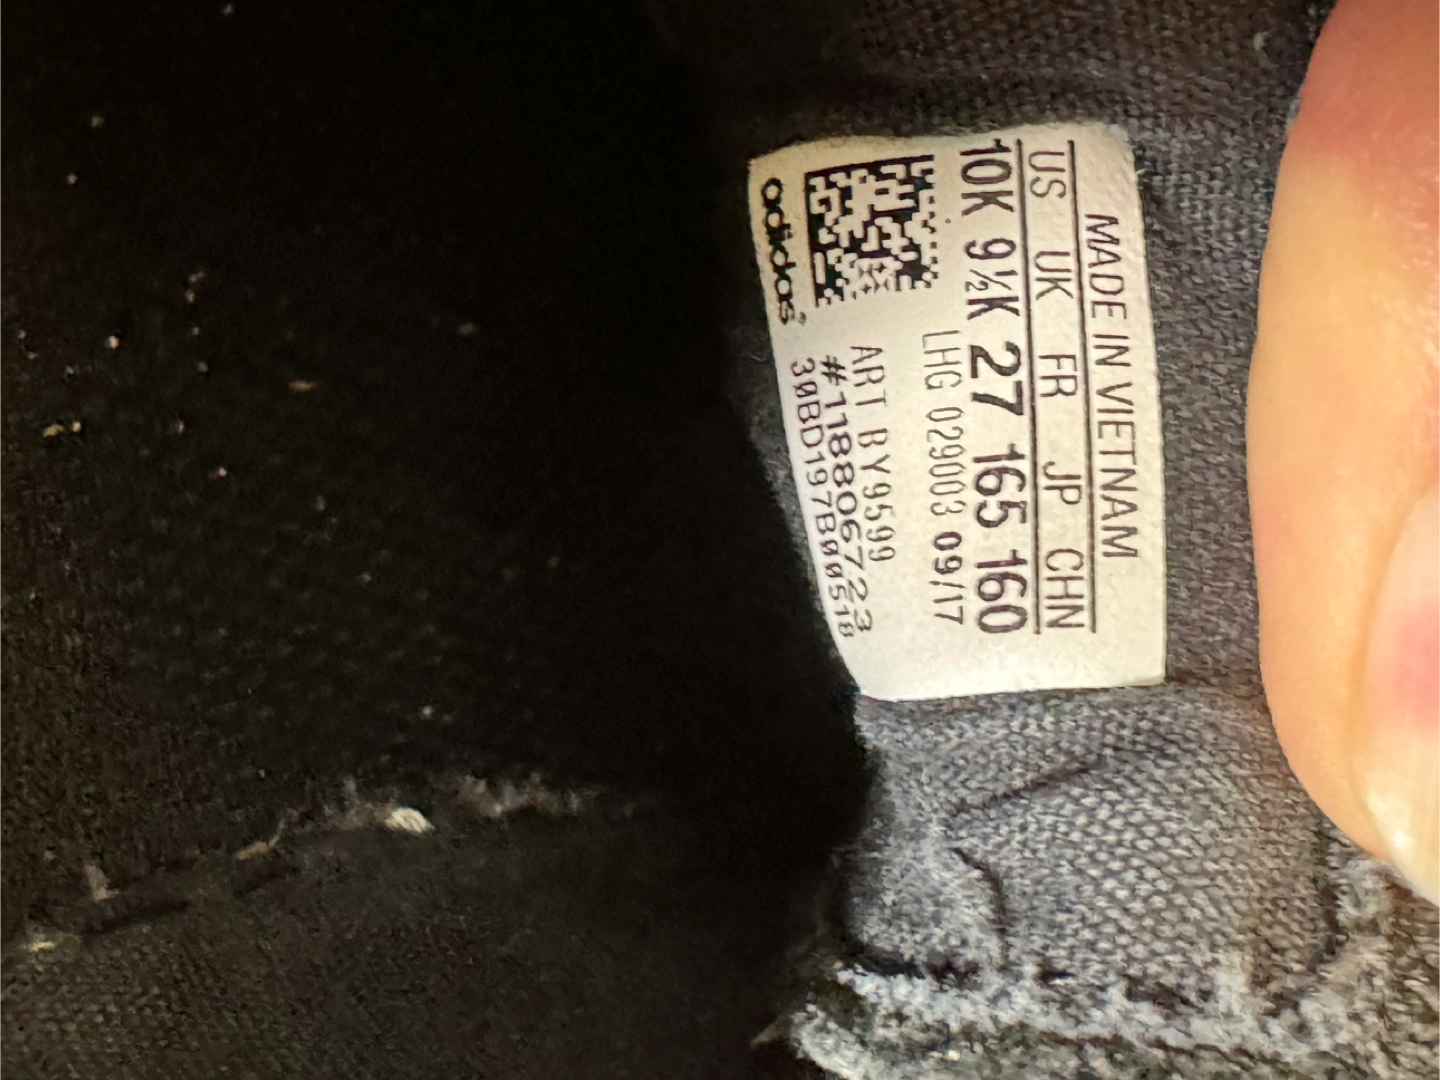 MADE IN VIETNAM
US UK FR JP CHN
10K 9½K 27 165 160
LHG 029003 09/17
ART BY9599
#118806723
30BD197B00518
adidas